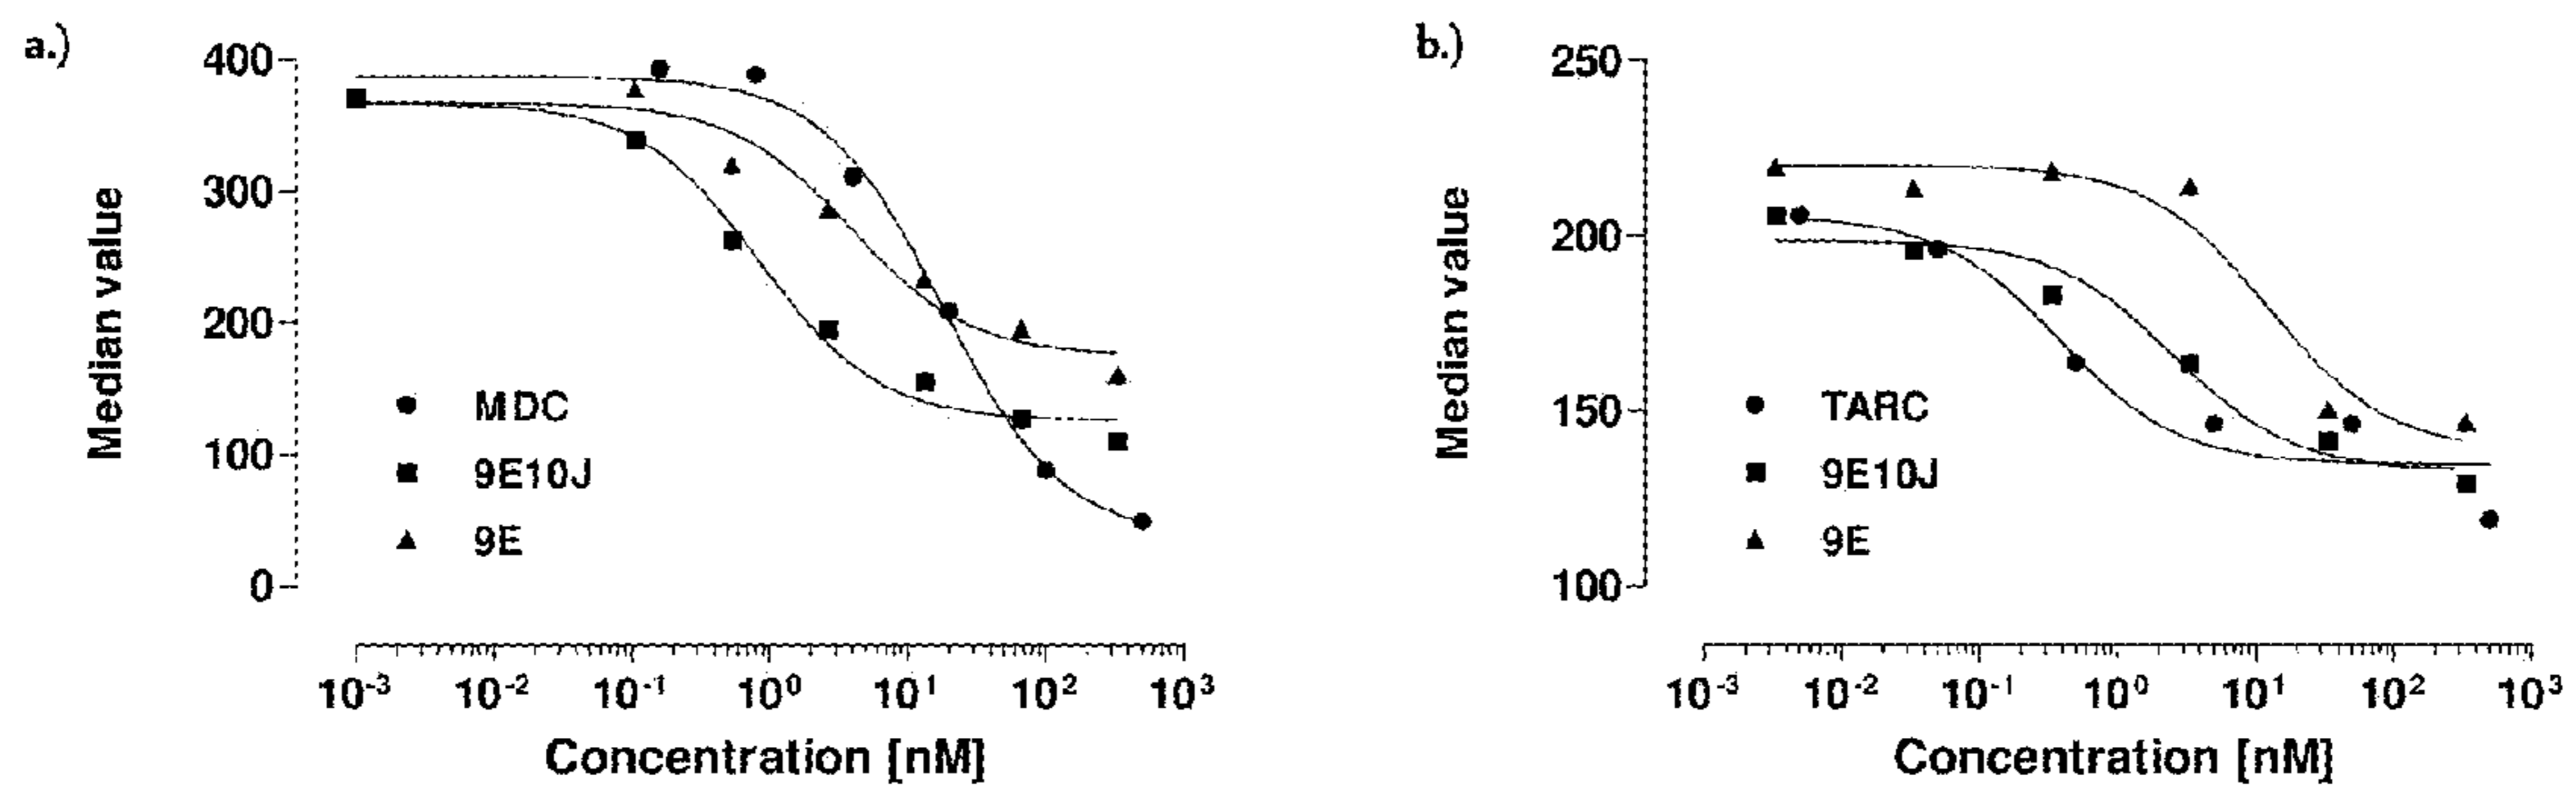 a.)
Median value
400
300
200
100
0
MDC
9E10J
9E
10⁻³ 10⁻² 10⁻¹ 10⁰ 10¹ 10² 10³
Concentration [nM]
b.)
Median value
250
200
150
100
TARC
9E10J
9E
10⁻³ 10⁻² 10⁻¹ 10⁰ 10¹ 10² 10³
Concentration [nM]